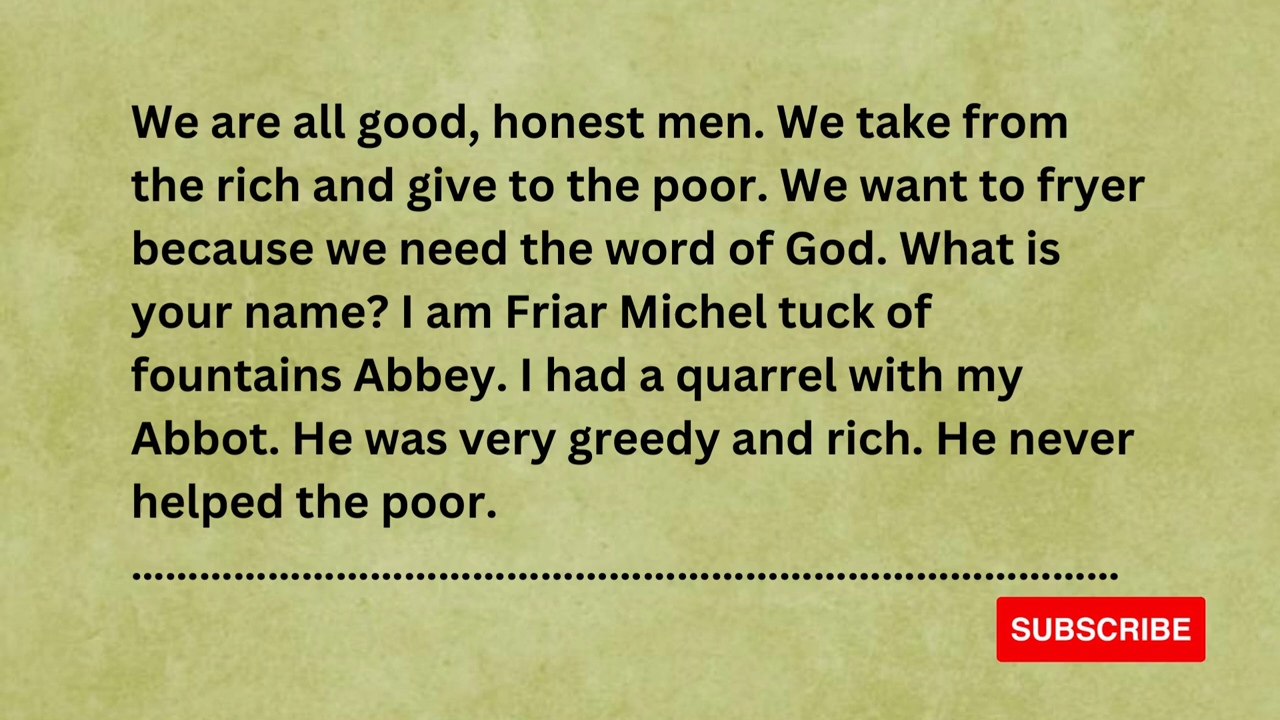 We are all good, honest men. We take from
the rich and give to the poor. We want to fryer
because we need the word of God. What is
your name? I am Friar Michel tuck of
fountains Abbey. I had a quarrel with my
Abbot. He was very greedy and rich. He never
helped the poor.
................................................................................
SUBSCRIBE